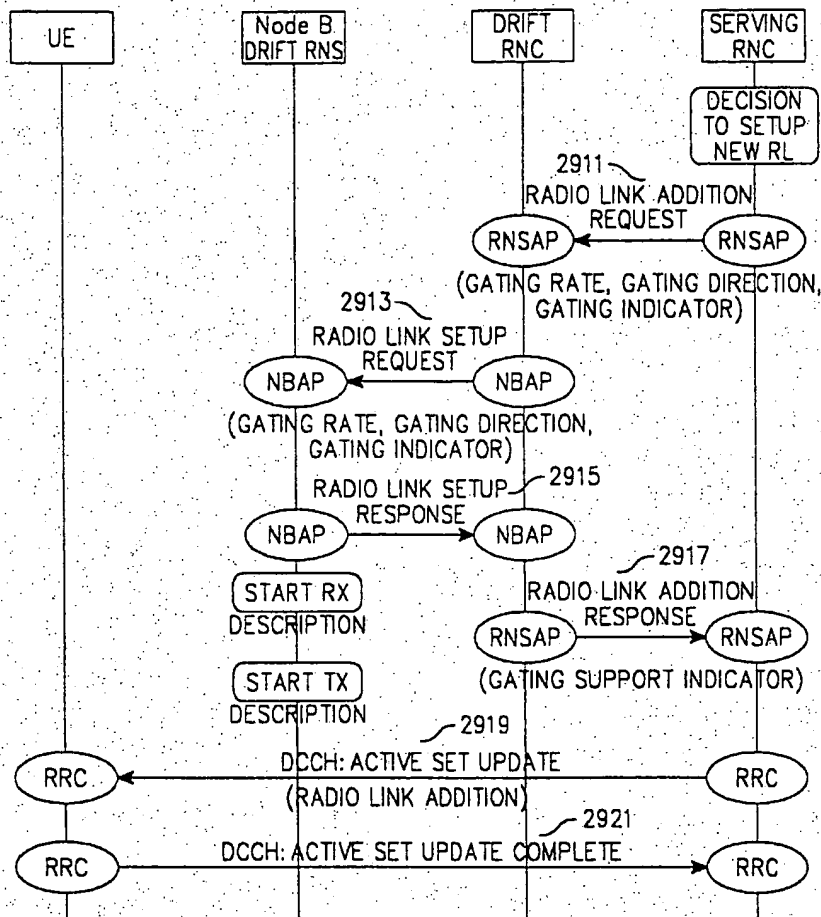 UE
Node B
DRIFT RNS
DRIFT
RNC
SERVING
RNC
DECISION
TO SETUP
NEW RL
2911
RADIO LINK ADDITION
REQUEST
RNSAP
RNSAP
(GATING RATE, GATING DIRECTION,
GATING INDICATOR)
2913
RADIO LINK SETUP
REQUEST
NBAP
NBAP
(GATING RATE, GATING DIRECTION,
GATING INDICATOR)
RADIO LINK SETUP
RESPONSE
2915
NBAP
NBAP
2917
START RX
DESCRIPTION
RADIO LINK ADDITION
RESPONSE
RNSAP
RNSAP
(GATING SUPPORT INDICATOR)
START TX
DESCRIPTION
2919
DCCH: ACTIVE SET UPDATE
RRC
RRC
(RADIO LINK ADDITION)
2921
DCCH: ACTIVE SET UPDATE COMPLETE
RRC
RRC